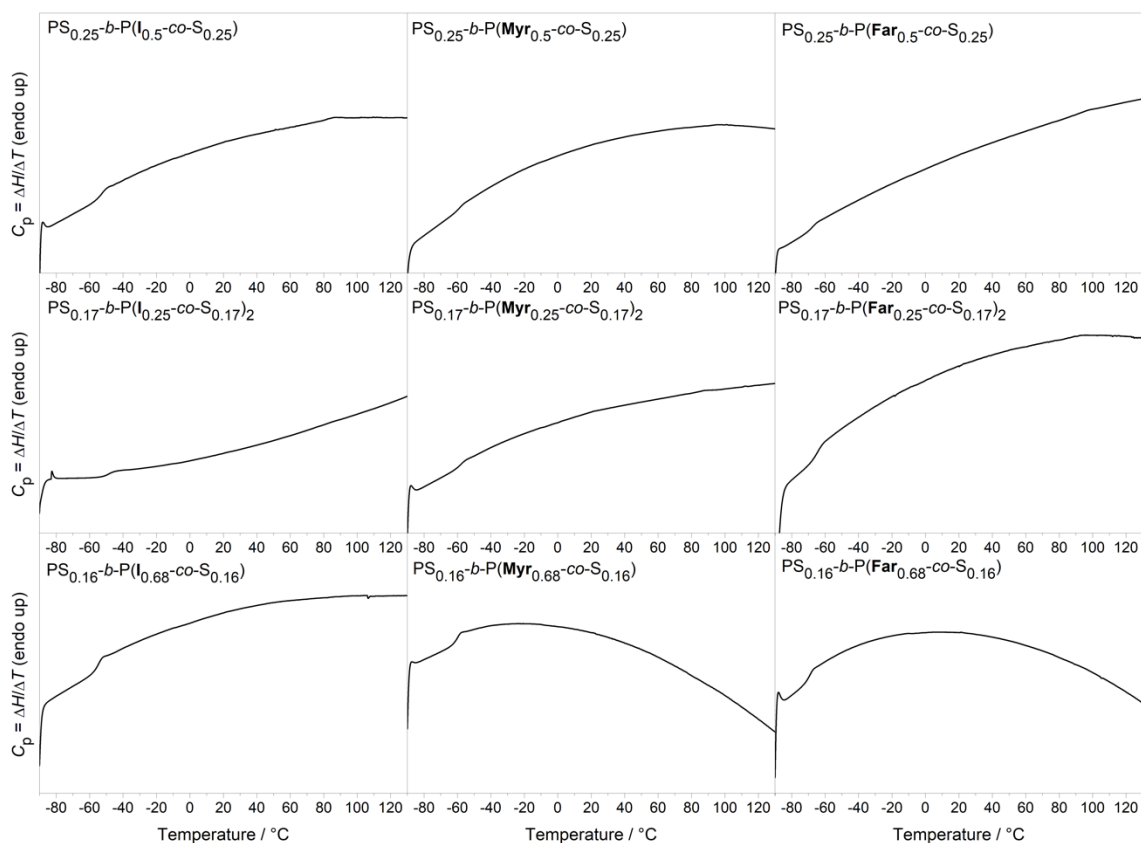 PS0.25-b-P(I0.5-co-S0.25)
PS0.25-b-P(Myr0.5-co-S0.25)
PS0.25-b-P(Far0.5-co-S0.25)
Cp = ΔH/ΔT (endo up)
-80 -60 -40 -20 0 20 40 60 80 100 120
-80 -60 -40 -20 0 20 40 60 80 100 120
-80 -60 -40 -20 0 20 40 60 80 100 120
PS0.17-b-P(I0.25-co-S0.17)2
PS0.17-b-P(Myr0.25-co-S0.17)2
PS0.17-b-P(Far0.25-co-S0.17)2
Cp = ΔH/ΔT (endo up)
-80 -60 -40 -20 0 20 40 60 80 100 120
-80 -60 -40 -20 0 20 40 60 80 100 120
-80 -60 -40 -20 0 20 40 60 80 100 120
PS0.16-b-P(I0.68-co-S0.16)
PS0.16-b-P(Myr0.68-co-S0.16)
PS0.16-b-P(Far0.68-co-S0.16)
Cp = ΔH/ΔT (endo up)
-80 -60 -40 -20 0 20 40 60 80 100 120
-80 -60 -40 -20 0 20 40 60 80 100 120
-80 -60 -40 -20 0 20 40 60 80 100 120
Temperature / °C
Temperature / °C
Temperature / °C